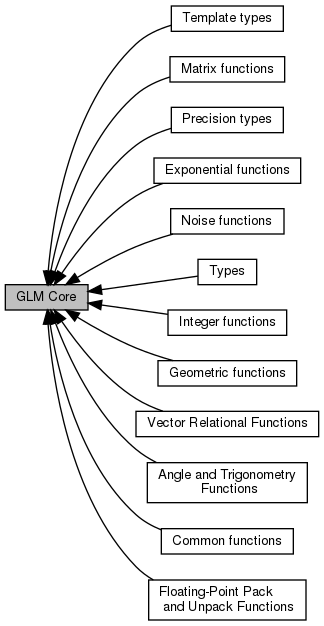 Template types
Matrix functions
Precision types
Exponential functions
Noise functions
Types
GLM Core
Integer functions
Geometric functions
Vector Relational Functions
Angle and Trigonometry
Functions
Common functions
Floating-Point Pack
and Unpack Functions